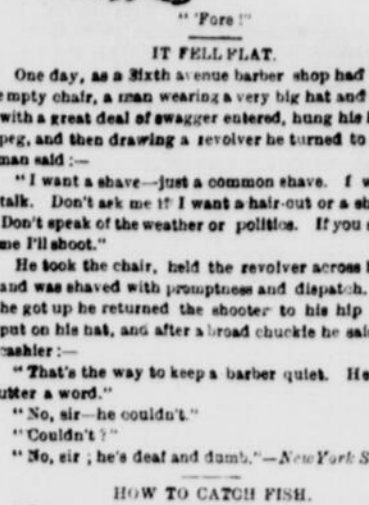 " 'Fore!"
IT FELL FLAT.
One day, as a Sixth avenue barber shop had
empty chair, a man wearing a very big hat and
with a great deal of swagger entered, hung his
peg, and then drawing a revolver he turned to
man said :—
"I want a shave—just a common shave. I
talk. Don't ask me if I want a hair-cut or a
Don't speak of the weather or politics. If you
me I'll shoot."
He took the chair, held the revolver across
and was shaved with promptness and dispatch.
he got up he returned the shooter to his hip
put on his hat, and after a broad chuckle he
cashier :—
"That's the way to keep a barber quiet. He
utter a word."
"No, sir—he couldn't."
"Couldn't ?"
"No, sir ; he's deaf and dumb."—New York
HOW TO CATCH FISH.